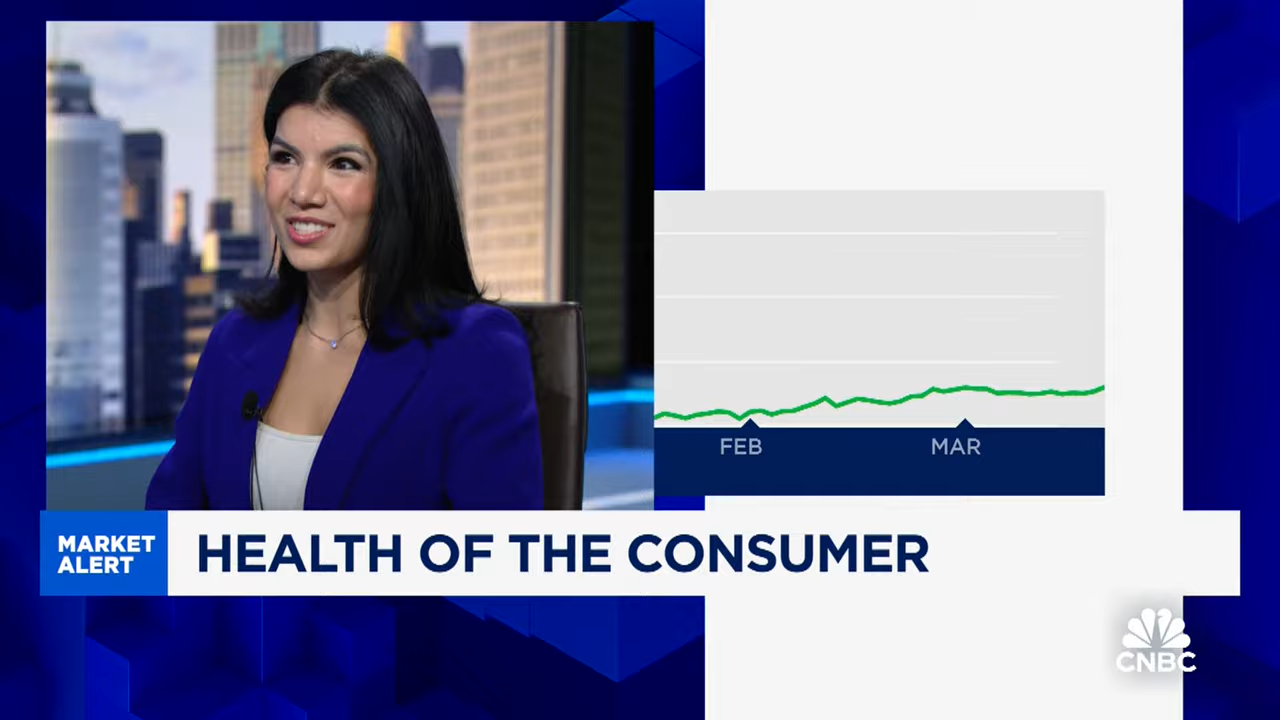 FEB
MAR
MARKET
ALERT
HEALTH OF THE CONSUMER
CNBC